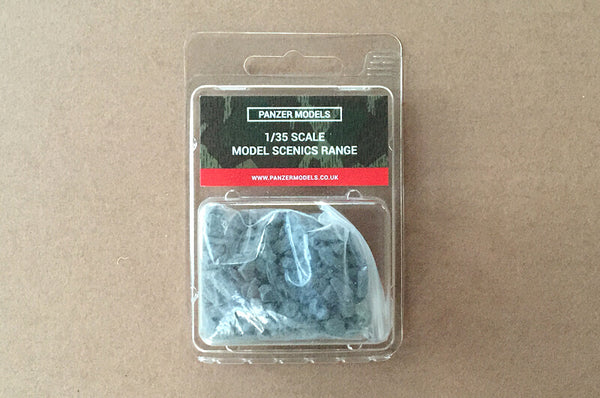 PANZER MODELS
1/35 SCALE
MODEL SCENICS RANGE
WWW.PANZERMODELS.CO.UK